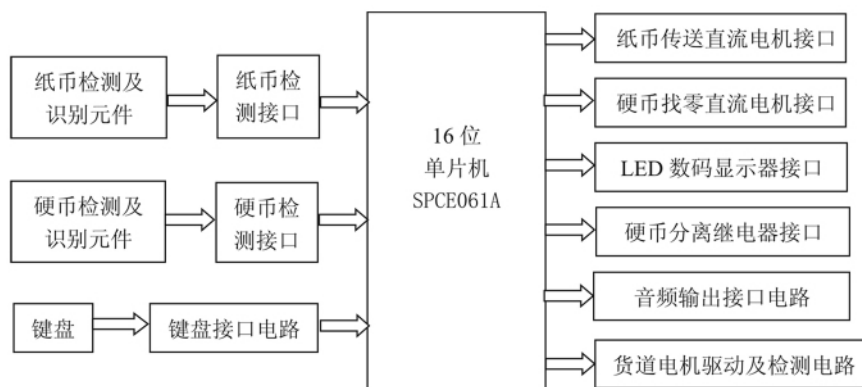 纸币检测及
识别元件
纸币检
测接口
硬币检测及
识别元件
硬币检
测接口
键盘
键盘接口电路
16 位
单片机
SPCE061A
纸币传送直流电机接口
硬币找零直流电机接口
LED 数码显示器接口
硬币分离继电器接口
音频输出接口电路
货道电机驱动及检测电路